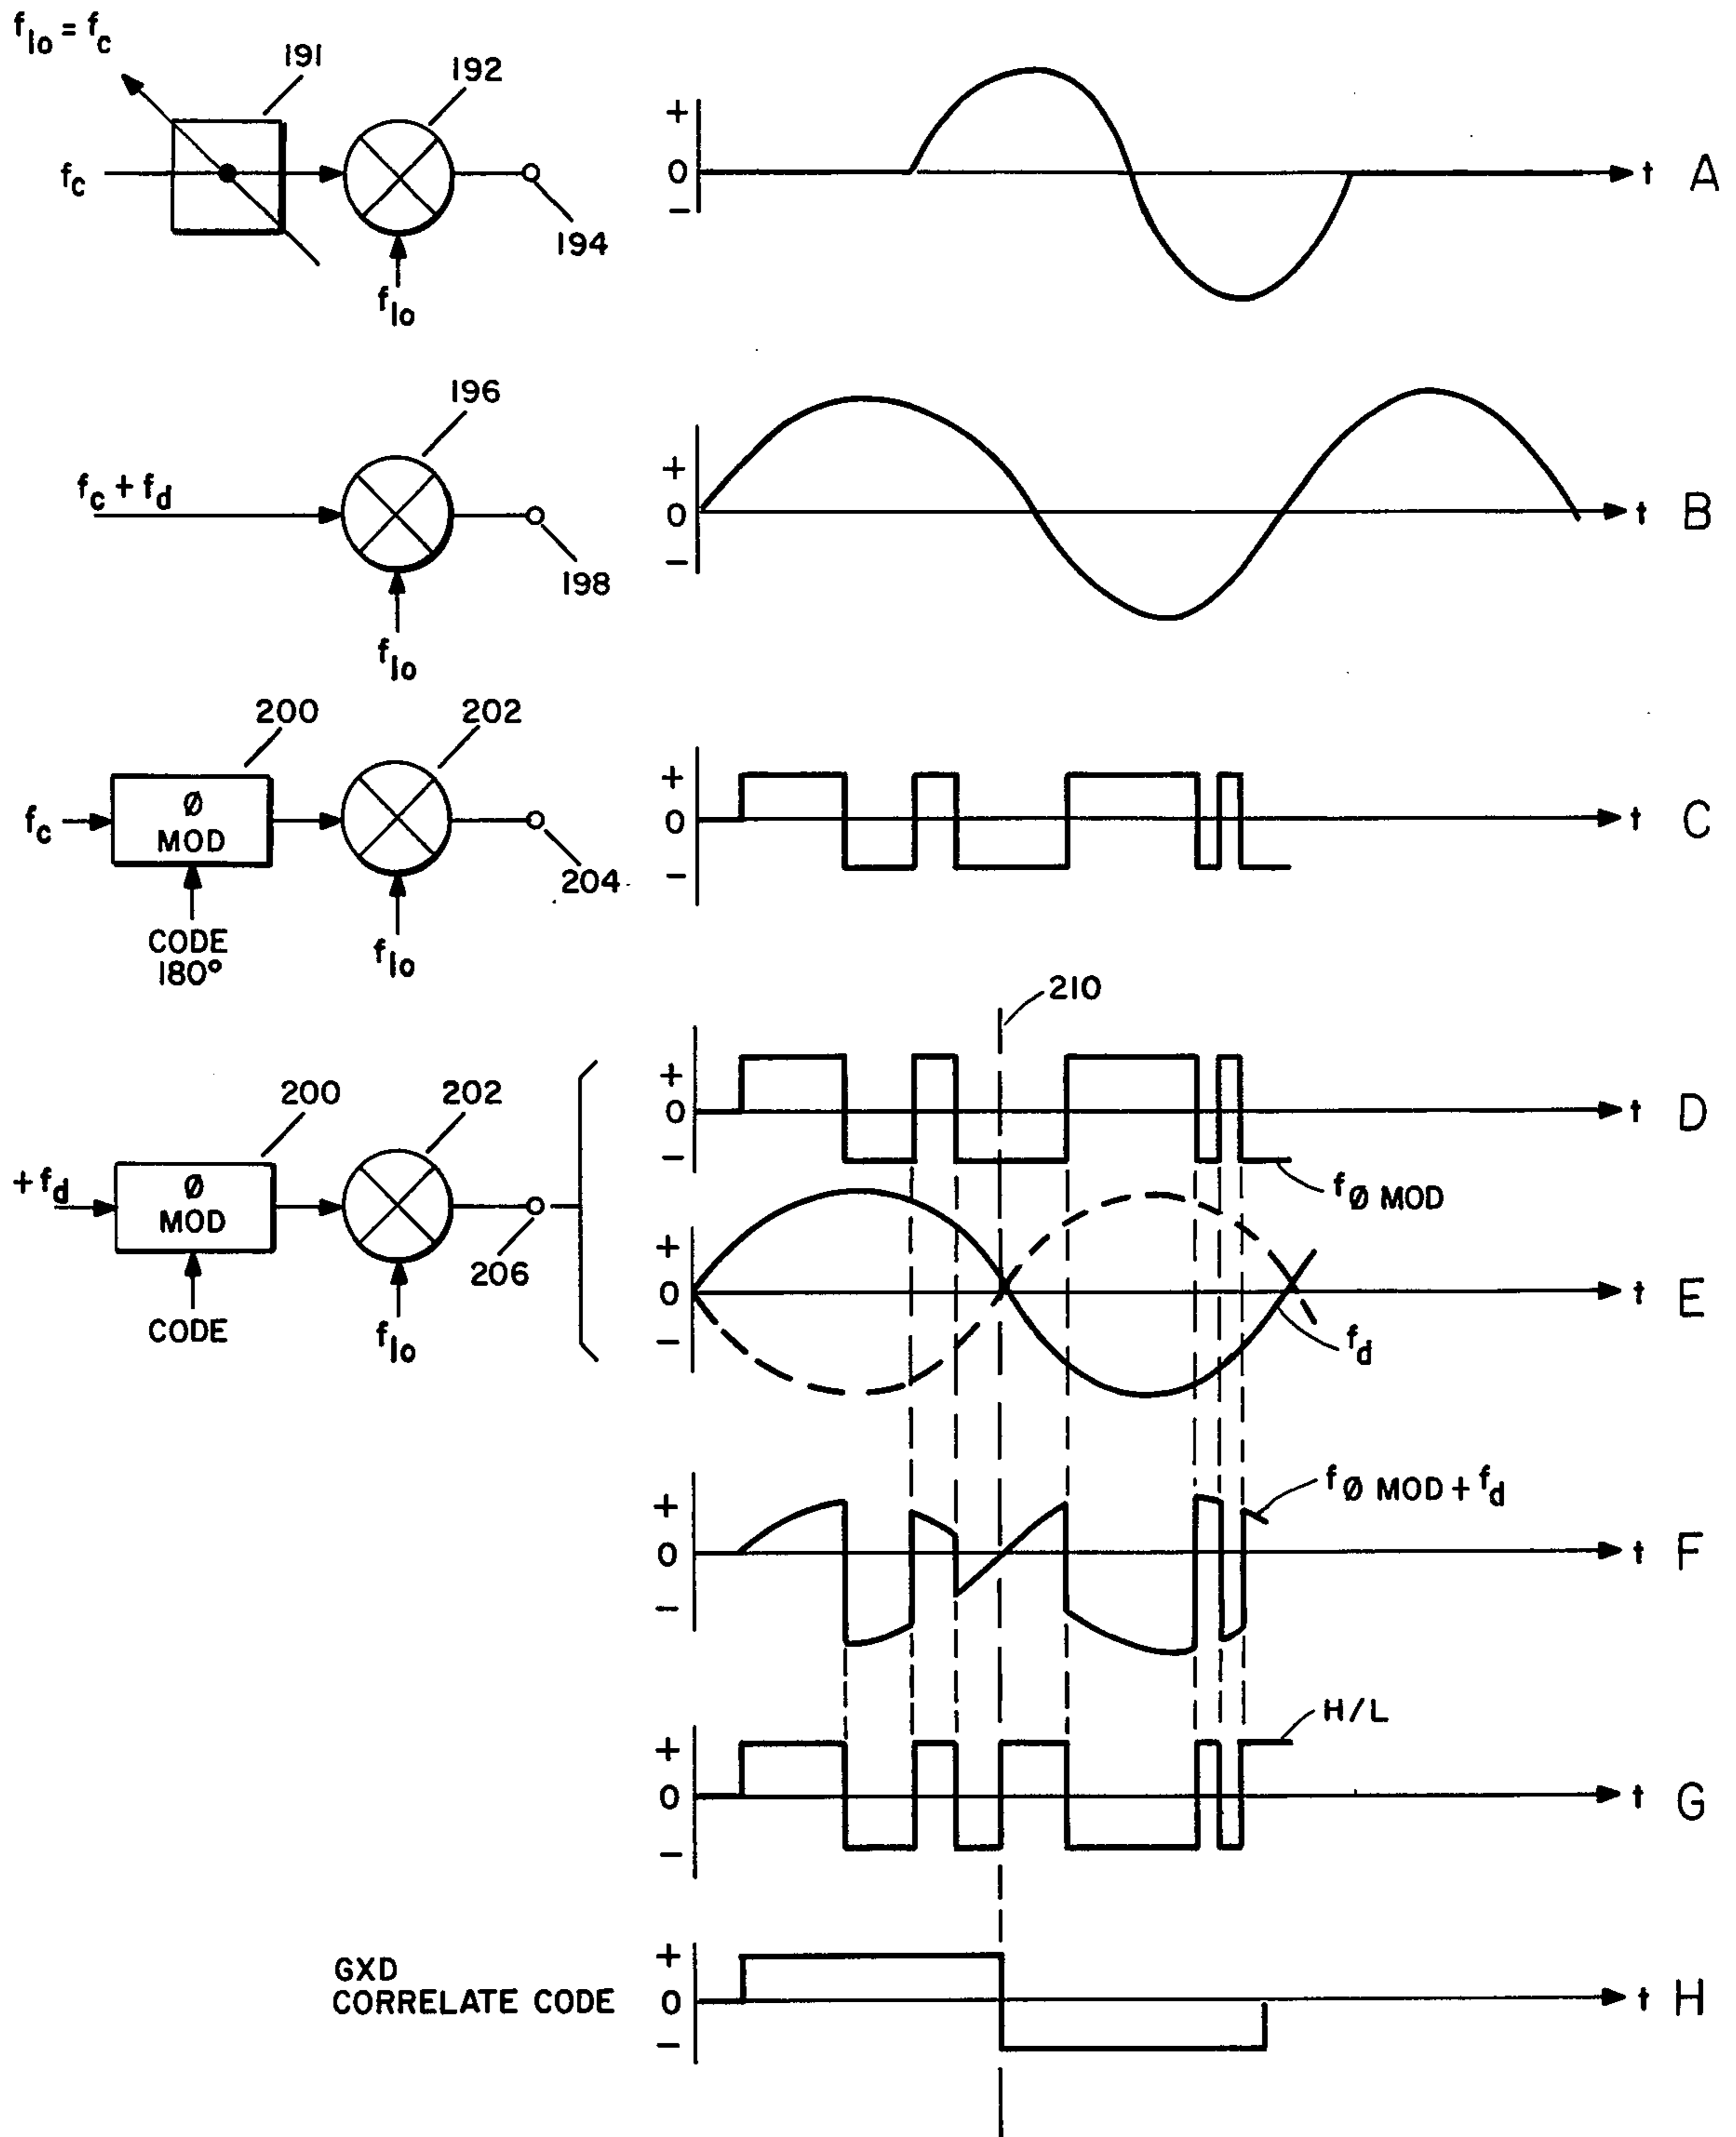 f_lo = f_c
191
192
f_c
194
f_lo
+
0
−
t
A
196
f_c + f_d
198
f_lo
+
0
−
t
B
200
202
f_c
Ø
MOD
204
CODE
180°
f_lo
+
0
−
t
C
210
200
202
+f_d
Ø
MOD
206
CODE
f_lo
+
0
−
t
D
f_Ø MOD
+
0
−
t
E
f_d
+
0
−
t
F
f_Ø MOD + f_d
H/L
+
0
−
t
G
GXD
CORRELATE CODE
+
0
−
t
H